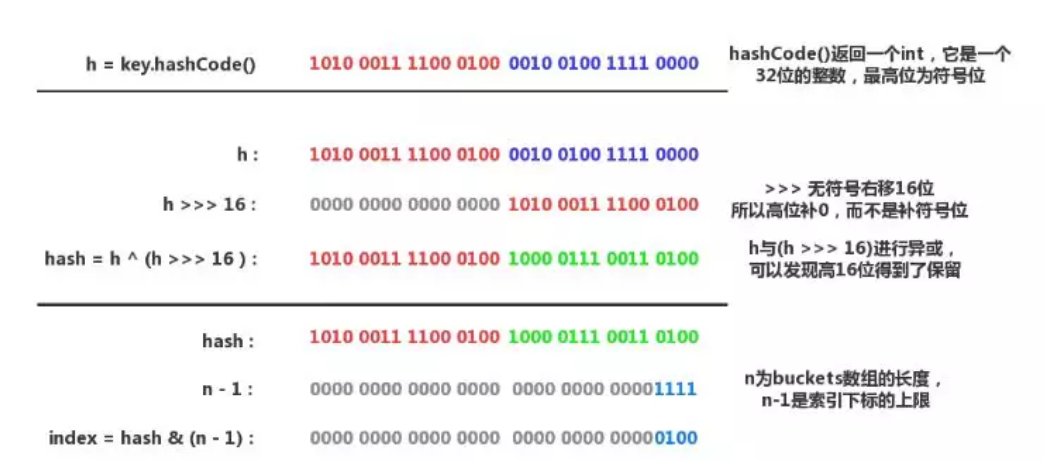 h = key.hashCode() 1010 0011 1100 0100 0010 0100 1111 0000
hashCode()返回一个int，它是一个
32位的整数，最高位为符号位
h : 1010 0011 1100 0100 0010 0100 1111 0000
h >>> 16 : 0000 0000 0000 0000 1010 0011 1100 0100
>>> 无符号右移16位
所以高位补0，而不是补符号位
hash = h ^ (h >>> 16 ) : 1010 0011 1100 0100 1000 0111 0011 0100
h与(h >>> 16)进行异或，
可以发现高16位得到了保留
hash : 1010 0011 1100 0100 1000 0111 0011 0100
n - 1 : 0000 0000 0000 0000 0000 0000 00001111
n为buckets数组的长度，
n-1是索引下标的上限
index = hash & (n - 1) : 0000 0000 0000 0000 0000 0000 00000100